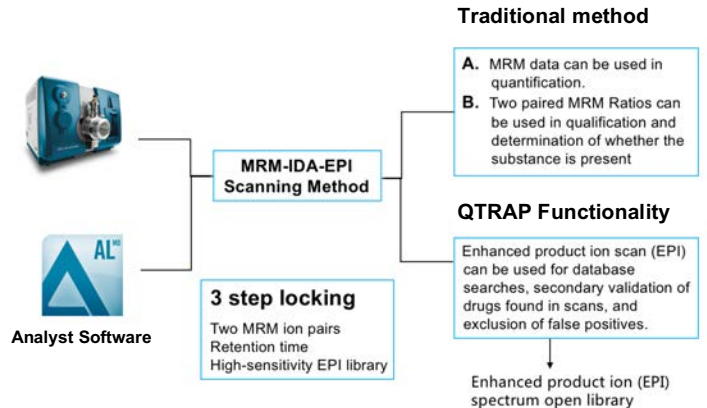 Traditional method
A. MRM data can be used in
quantification.
B. Two paired MRM Ratios can
be used in qualification and
determination of whether the
substance is present
MRM-IDA-EPI
Scanning Method
QTRAP Functionality
Enhanced product ion scan (EPI)
can be used for database
searches, secondary validation of
drugs found in scans, and
exclusion of false positives.
Enhanced product ion (EPI)
spectrum open library
AL
Analyst Software
3 step locking
Two MRM ion pairs
Retention time
High-sensitivity EPI library